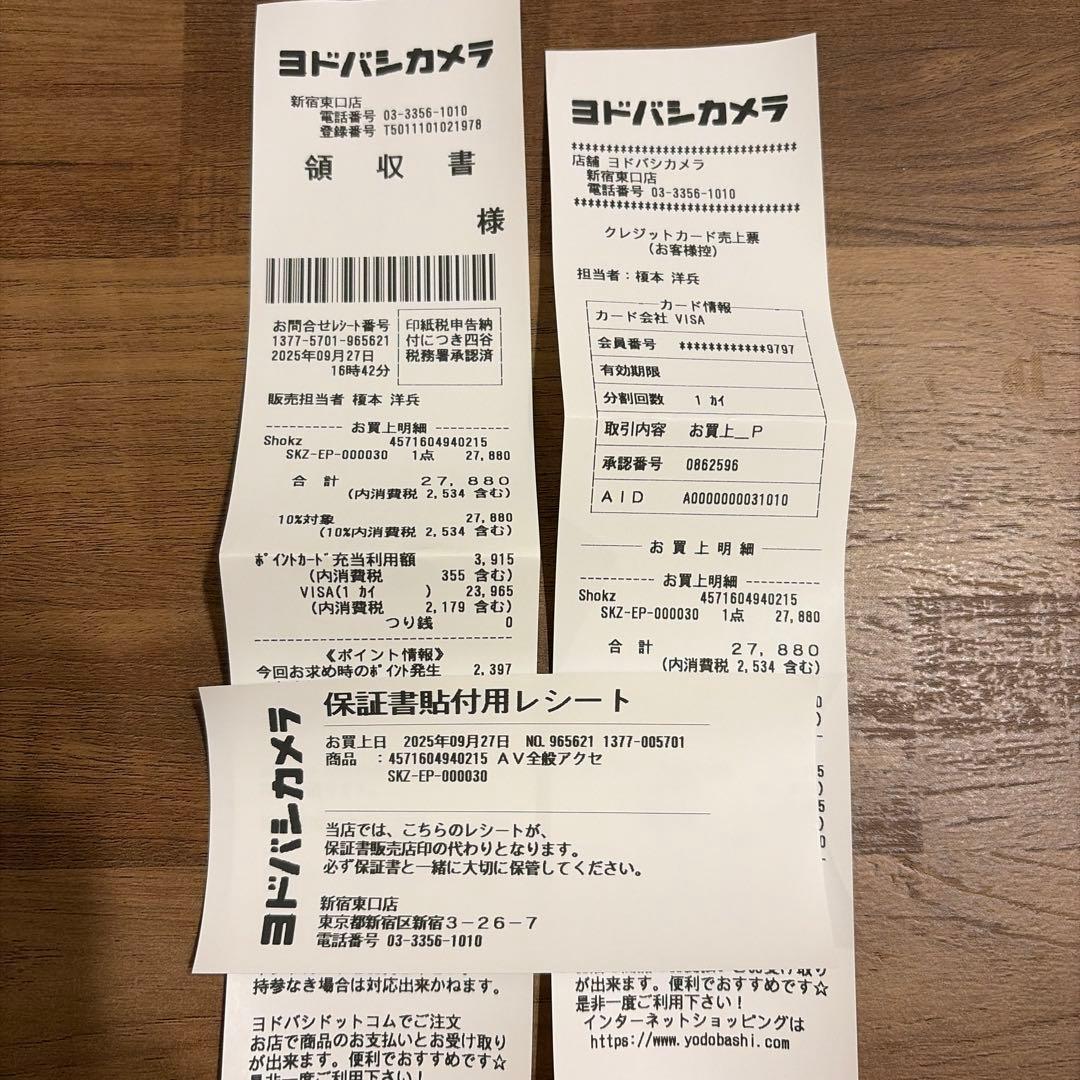 ヨドバシカメラ
新宿東口店
電話番号 03-3356-1010
登録番号 T5011101021978
領 収 書
様
お問合せﾚｼｰﾄ番号
1377-5701-965621
2025年09月27日
16時42分
印紙税申告納
付につき四谷
税務署承認済
販売担当者 榎本 洋兵
------------ お買上明細 ------------
Shokz 4571604940215
SKZ-EP-000030 1点 27,880
合 計 27,880
(内消費税 2,534 含む)
10%対象 27,880
(10%内消費税 2,534 含む)
ﾎﾟｲﾝﾄｶｰﾄﾞ充当利用額 3,915
(内消費税 355 含む)
VISA(1 ｶｲ ) 23,965
(内消費税 2,179 含む)
つり銭 0
《ポイント情報》
今回お求め時のﾎﾟｲﾝﾄ発生 2,397
持参なき場合は対応出来かねます。
ヨドバシドットコムでご注文
お店で商品のお支払いとお受け取り
が出来ます。便利でおすすめです☆
是非一度ご利用下さい！
ヨドバシカメラ
店舗 ヨドバシカメラ
新宿東口店
電話番号 03-3356-1010
クレジットカード売上票
(お客様控)
担当者：榎本 洋兵
カード情報
カード会社 VISA
会員番号 ************9797
有効期限
分割回数 1 ｶｲ
取引内容 お買上＿P
承認番号 0862596
AID A0000000031010
お 買 上 明 細
----------- お買上明細 -----------
Shokz 4571604940215
SKZ-EP-000030 1点 27,880
合 計 27,880
(内消費税 2,534 含む)
が出来ます。便利でおすすめです☆
是非一度ご利用下さい！
インターネットショッピングは
https://www.yodobashi.com
ヨドバシカメラ
保証書貼付用レシート
お買上日 2025年09月27日 NO.965621 1377-005701
商品 ：4571604940215 AV全般アクセ
SKZ-EP-000030
当店では、こちらのレシートが、
保証書販売店印の代わりとなります。
必ず保証書と一緒に大切に保管してください。
新宿東口店
東京都新宿区新宿3－26－7
電話番号 03-3356-1010